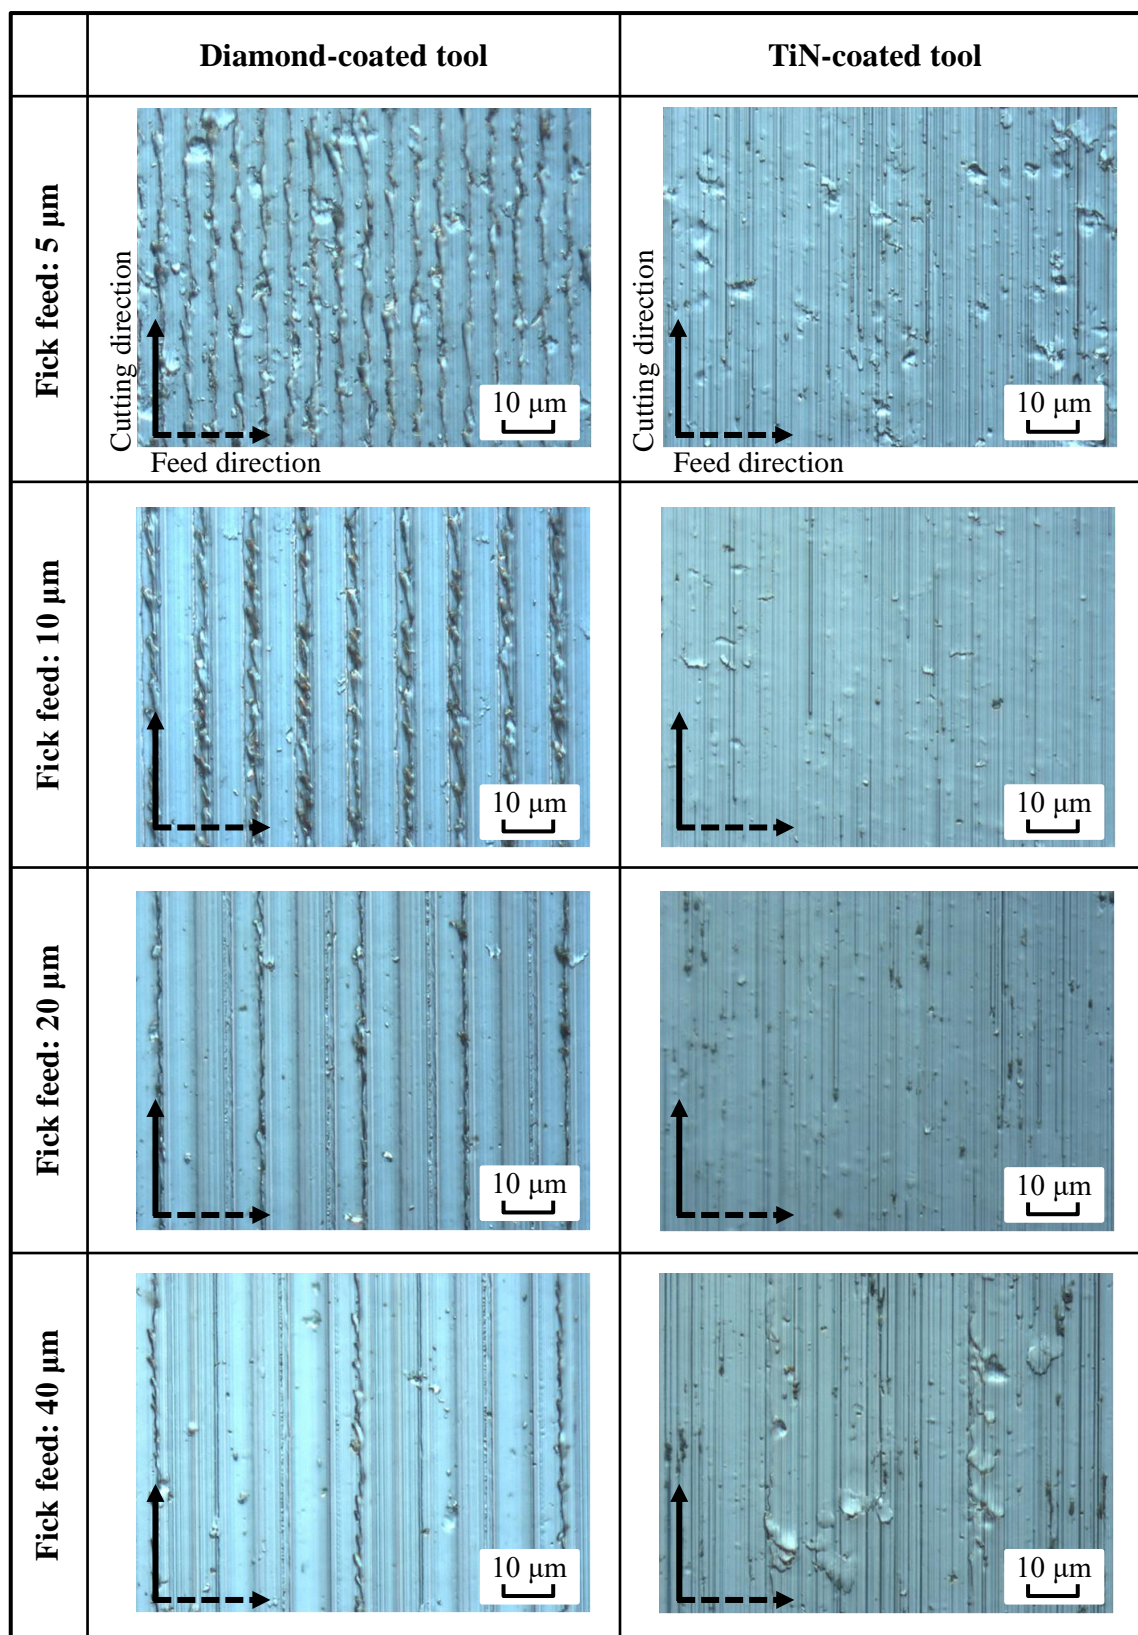 Diamond-coated tool
TiN-coated tool
Fick feed: 5 μm
Cutting direction
Feed direction
10 μm
Cutting direction
Feed direction
10 μm
Fick feed: 10 μm
10 μm
10 μm
Fick feed: 20 μm
10 μm
10 μm
Fick feed: 40 μm
10 μm
10 μm